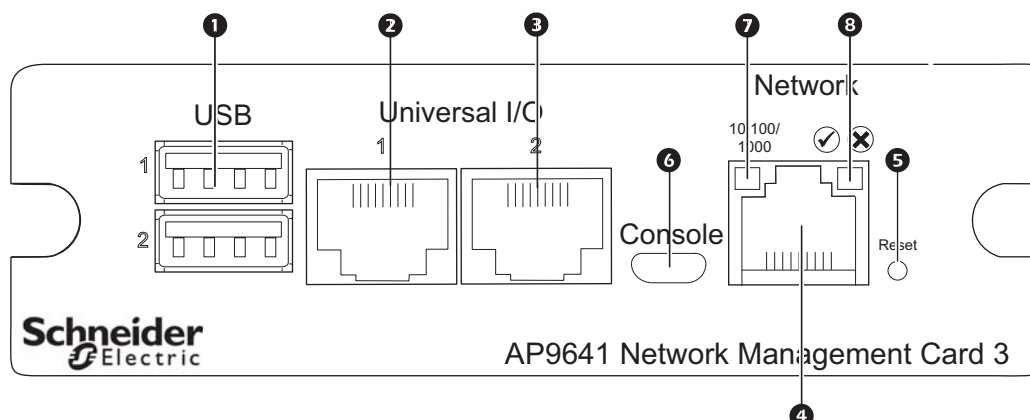 1
2
3
7
8
Network
USB
Universal I/O
10/100/
1000
1
2
1
6
5
2
Console
Reset
Schneider
Electric
AP9641 Network Management Card 3
4